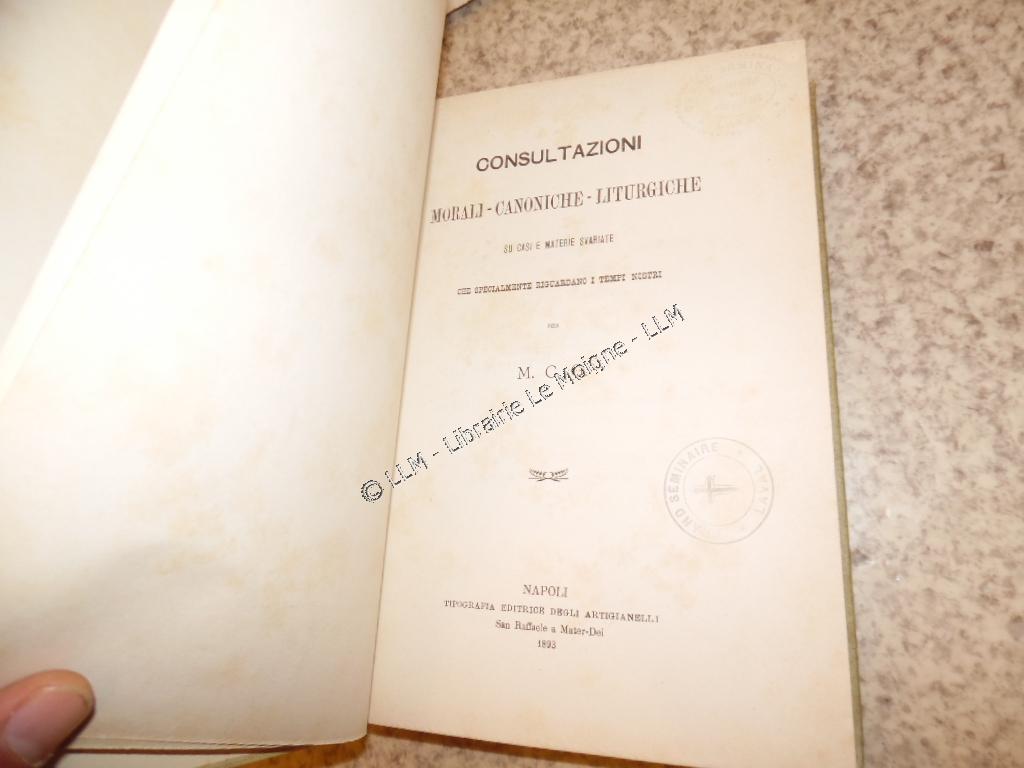 CONSULTAZIONI
MORALI - CANONICHE - LITURGICHE
SU CASI E MATERIE SVARIATE
CHE SPECIALMENTE RIGUARDANO I TEMPI NOSTRI
PER
M. C.
© LLM - Librairie Le Moigne - LLM
SEMINAIRE
LAVAL
NAPOLI
TIPOGRAFIA EDITRICE DEGLI ARTIGIANELLI
San Raffaele a Mater-Dei
1893